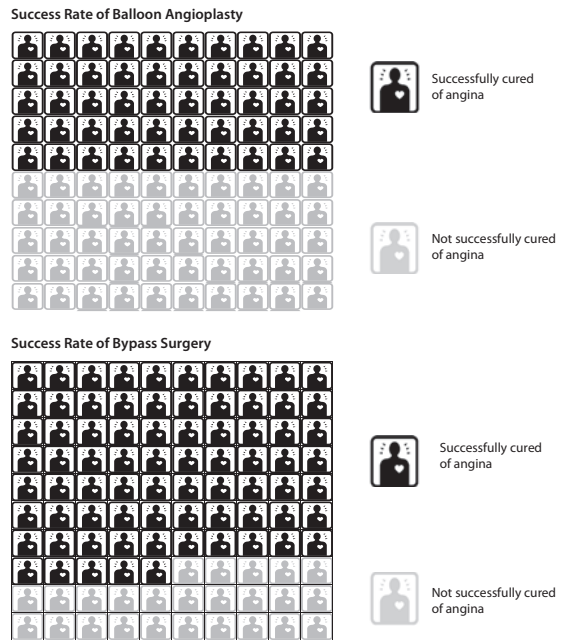 Success Rate of Balloon Angioplasty
Successfully cured
of angina
Not successfully cured
of angina
Success Rate of Bypass Surgery
Successfully cured
of angina
Not successfully cured
of angina